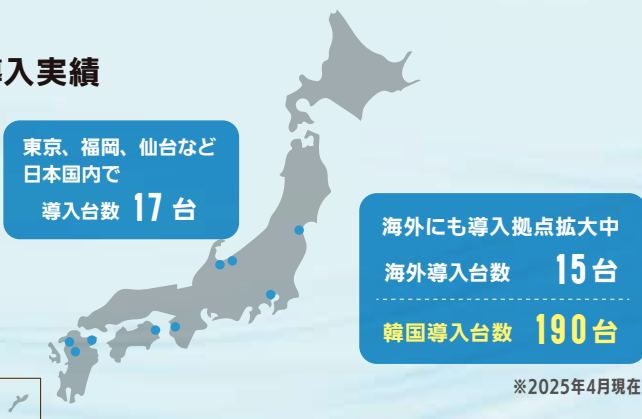 入実績
東京、福岡、仙台など
日本国内で
導入台数 17 台
海外にも導入拠点拡大中
海外導入台数 15台
韓国導入台数 190台
※2025年4月現在